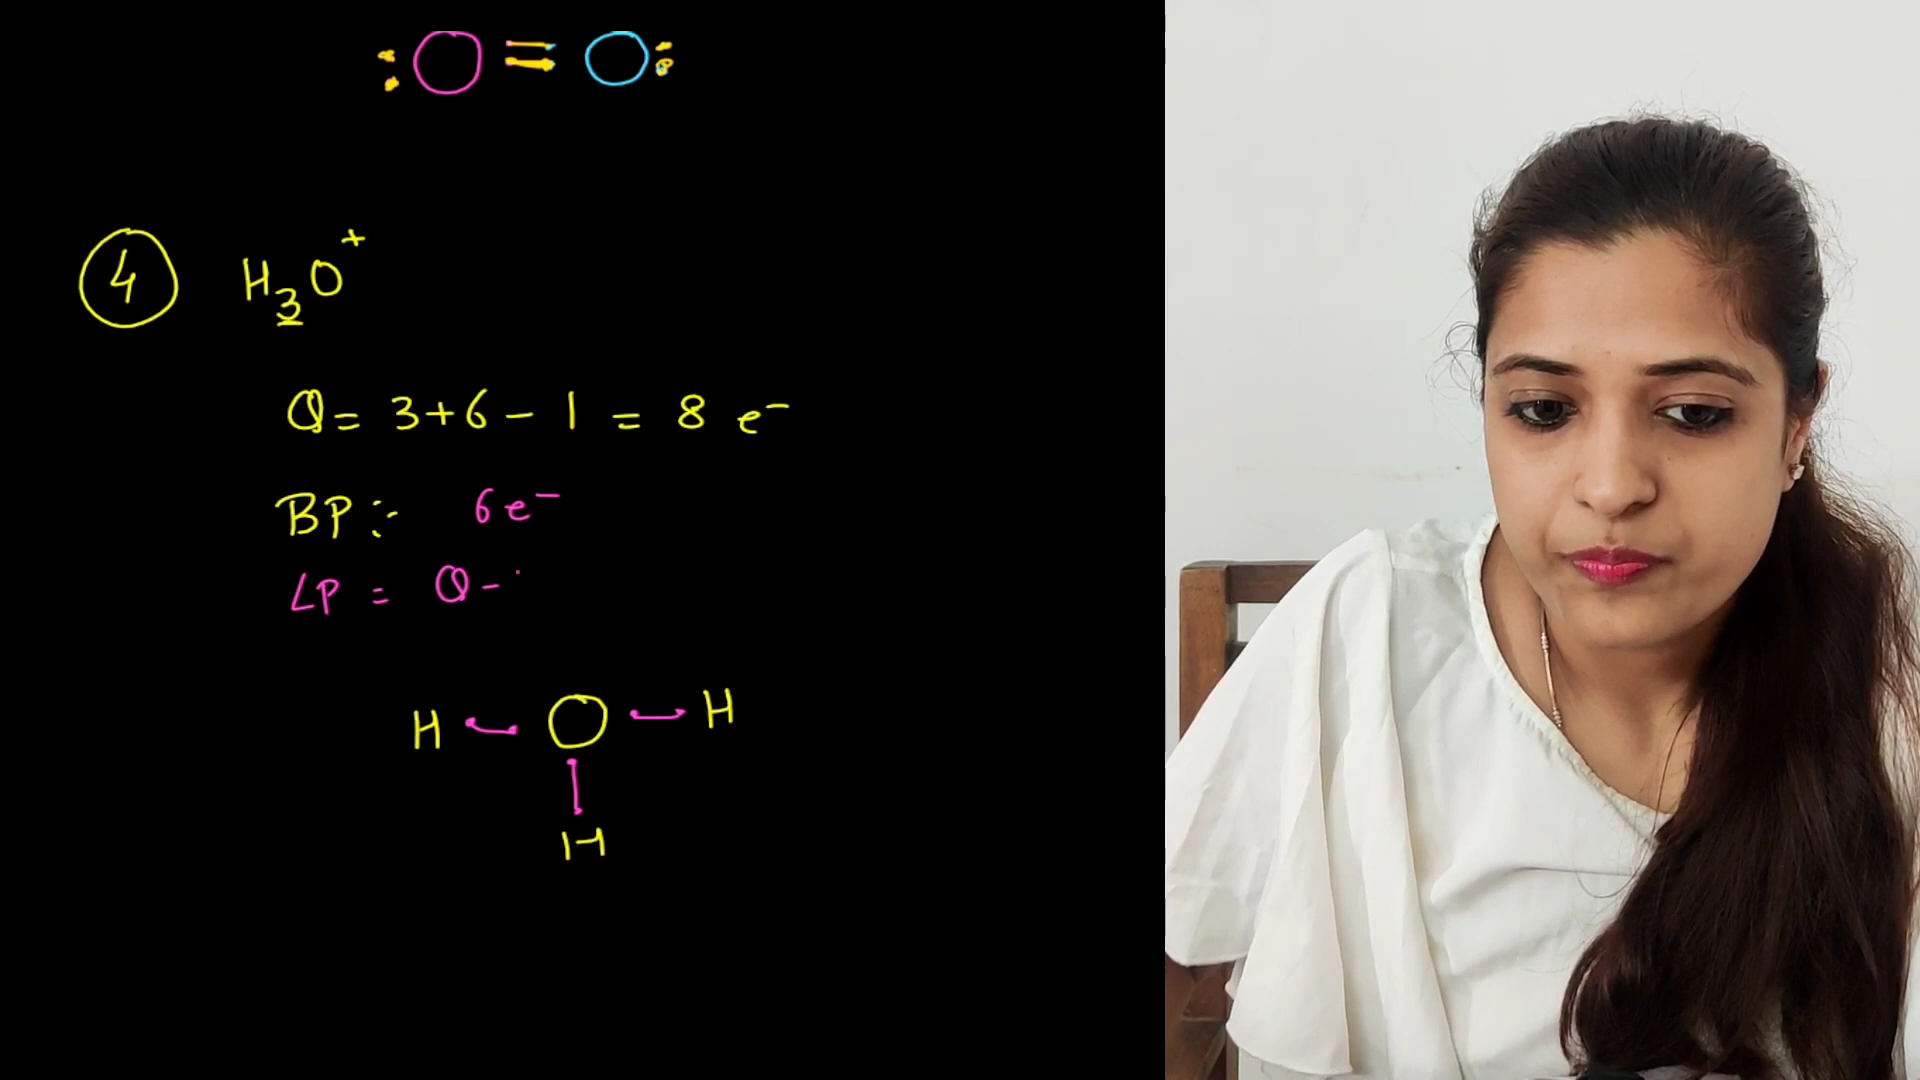 :O = O:
4 H₃O⁺
Q = 3+6 - 1 = 8 e⁻
BP :- 6e⁻
LP = Q -
H - O - H
|
H